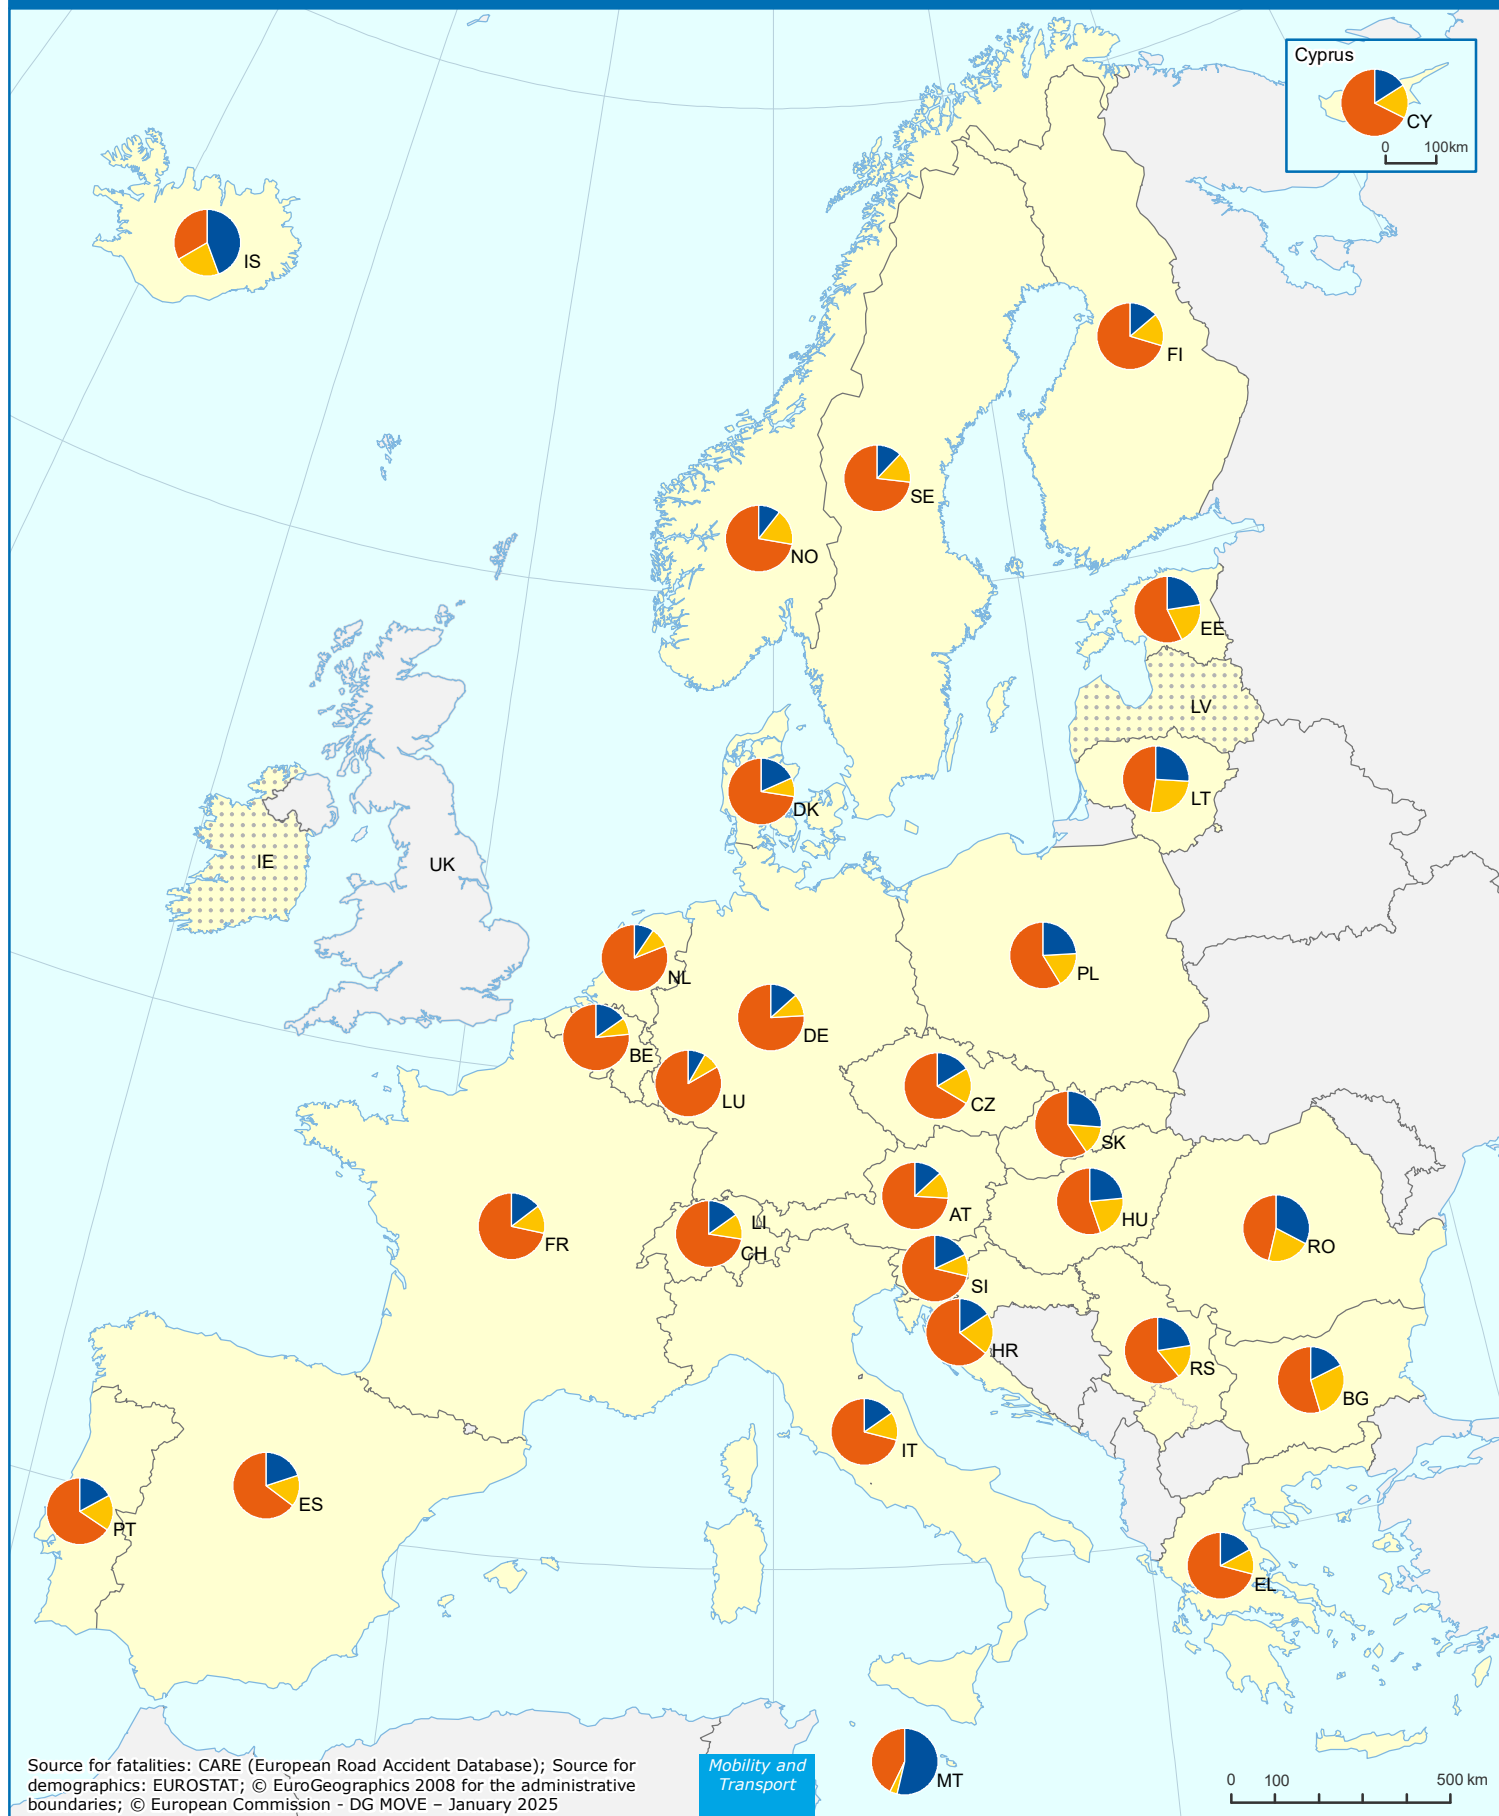 Cyprus
CY
0 100km
IS
FI
SE
NO
EE
LV
LT
DK
IE
UK
NL
PL
DE
BE
LU
CZ
SK
AT
HU
LI
CH
FR
RO
SI
HR
RS
BG
IT
ES
PT
EL
MT
Source for fatalities: CARE (European Road Accident Database); Source for
demographics: EUROSTAT; © EuroGeographics 2008 for the administrative
boundaries; © European Commission - DG MOVE – January 2025
Mobility and
Transport
0 100 500 km